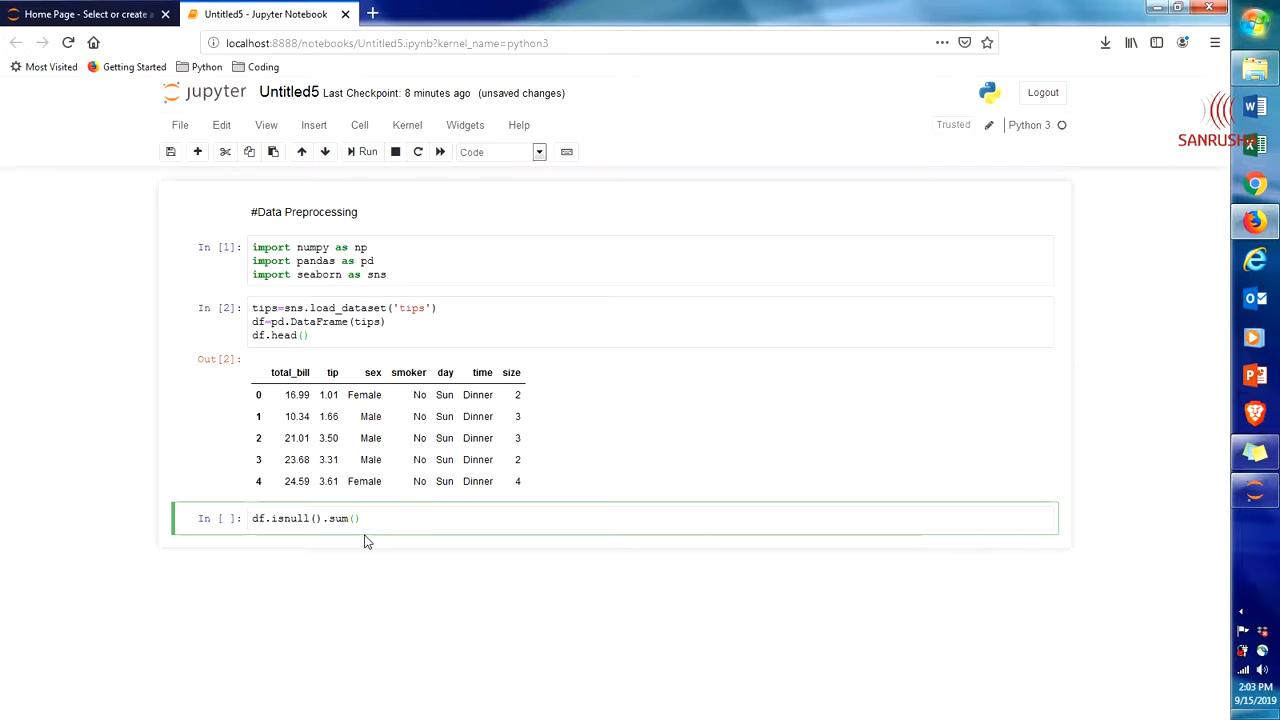 Home Page - Select or create a
Untitled5 - Jupyter Notebook
localhost:8888/notebooks/Untitled5.ipynb?kernel_name=python3
Most Visited
Getting Started
Python
Coding
jupyter
Untitled5
Last Checkpoint: 8 minutes ago
(unsaved changes)
Logout
File
Edit
View
Insert
Cell
Kernel
Widgets
Help
Trusted
Python 3
SANRUSHA
Run
Code
#Data Preprocessing
In [1]:
import numpy as np
import pandas as pd
import seaborn as sns
In [2]:
tips=sns.load_dataset('tips')
df=pd.DataFrame(tips)
df.head()
Out[2]:
total_bill tip sex smoker day time size
0 16.99 1.01 Female No Sun Dinner 2
1 10.34 1.66 Male No Sun Dinner 3
2 21.01 3.50 Male No Sun Dinner 3
3 23.68 3.31 Male No Sun Dinner 2
4 24.59 3.61 Female No Sun Dinner 4
In [ ]:
df.isnull().sum()
2:03 PM
9/15/2019